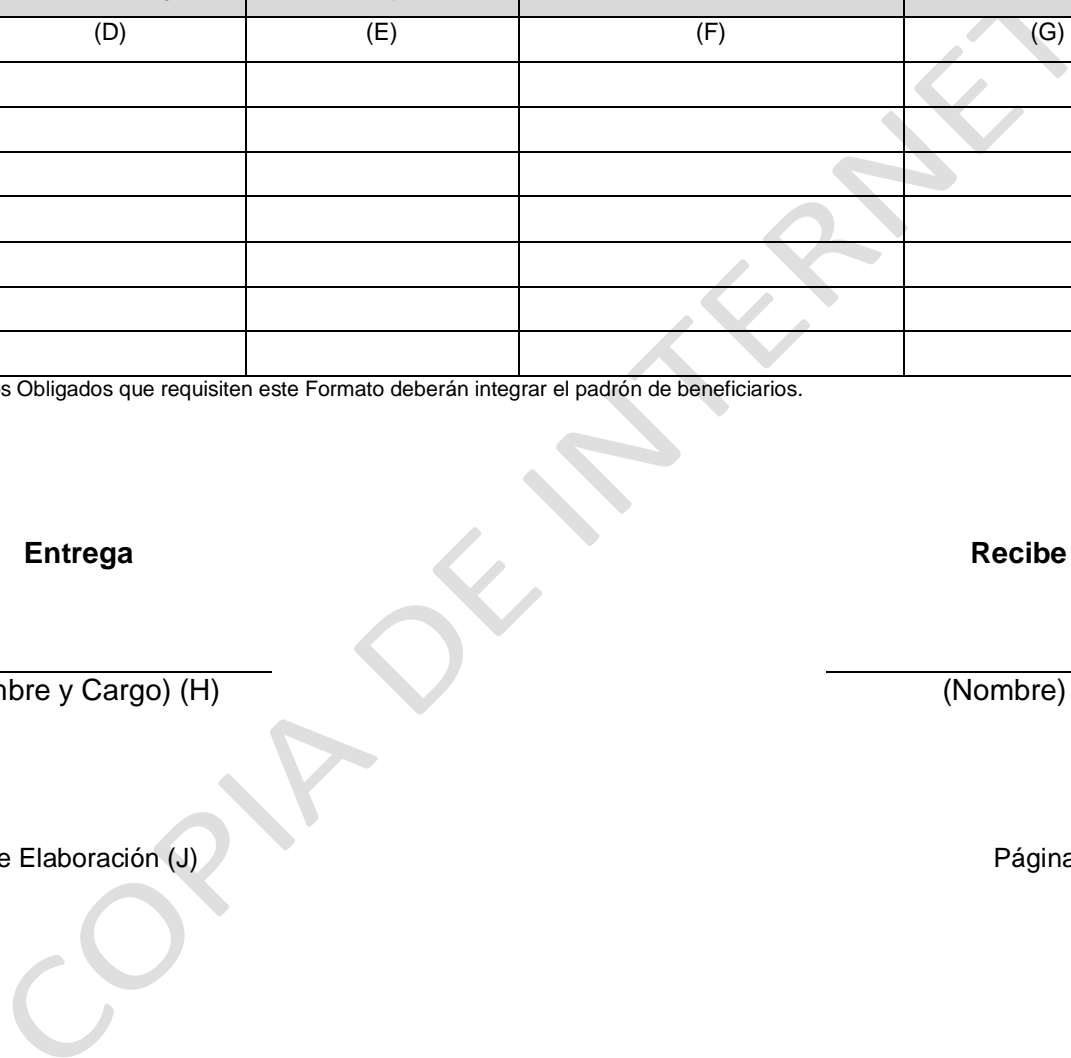 (D) (E) (F) (G)
s Obligados que requisiten este Formato deberán integrar el padrón de beneficiarios.
Entrega Recibe
bre y Cargo) (H) (Nombre)
e Elaboración (J) Página
COPIA DE INTERNET